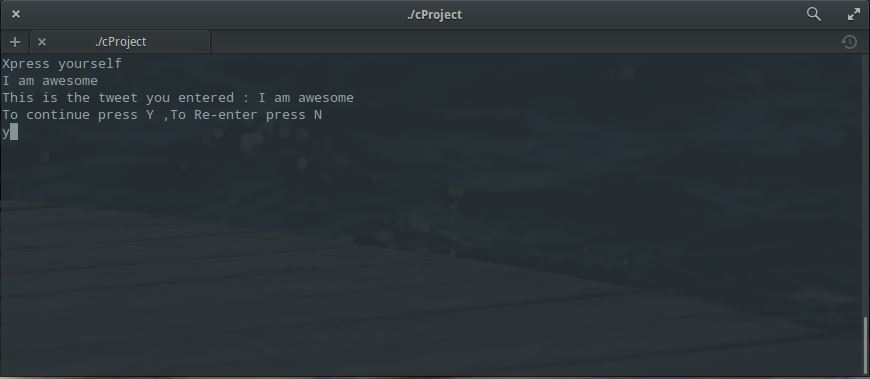 ./cProject
./cProject
Xpress yourself
I am awesome
This is the tweet you entered : I am awesome
To continue press Y ,To Re-enter press N
y